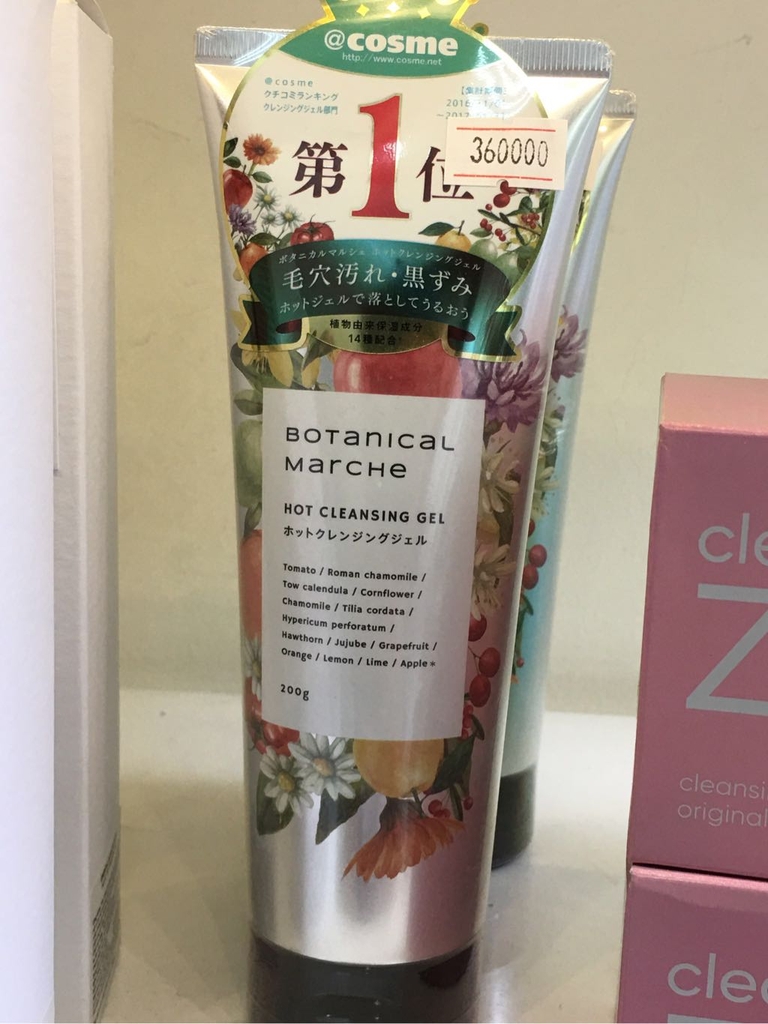 @cosme
http://www.cosme.net
@cosme
クチコミランキング
クレンジングジェル部門
第1位
360000
ボタニカルマルシェ ホットクレンジングジェル
毛穴汚れ・黒ずみ
ホットジェルで落としてうるおう
植物由来保湿成分
14種配合
BOTANICAL
MARCHE
HOT CLEANSING GEL
ホットクレンジングジェル
Tomato / Roman chamomile /
Tow calendula / Cornflower /
Chamomile / Tilia cordata /
Hypericum perforatum /
Hawthorn / Jujube / Grapefruit /
Orange / Lemon / Lime / Apple*
200g
cle
Z
cleansi
original
cle